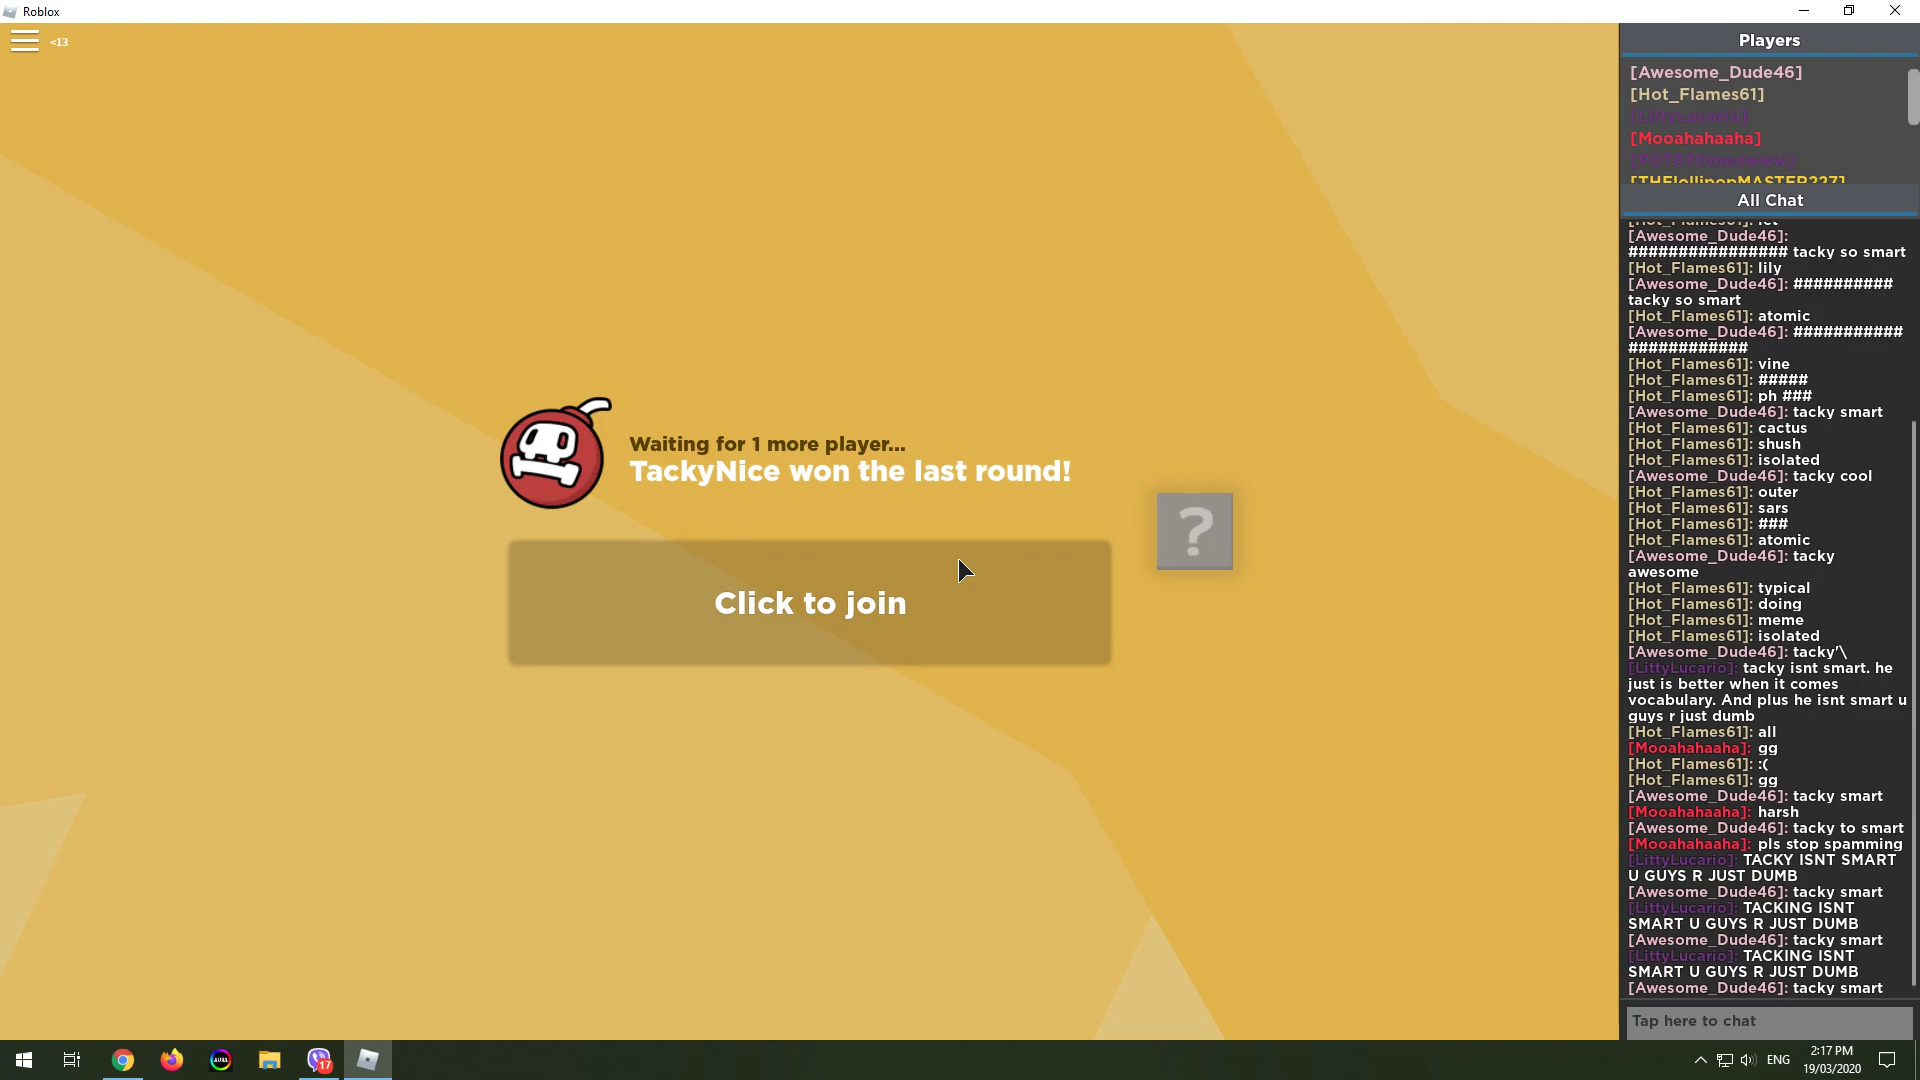 Roblox
<13
Waiting for 1 more player...
TackyNice won the last round!
?
Click to join
Players
[Awesome_Dude46]
[Hot_Flames61]
[LittyLucario]
[Mooahahaaha]
[THElollipopMASTER227]
All Chat
[Awesome_Dude46]:
################ tacky so smart
[Hot_Flames61]: lily
[Awesome_Dude46]: ##########
tacky so smart
[Hot_Flames61]: atomic
[Awesome_Dude46]: ###########
############
[Hot_Flames61]: vine
[Hot_Flames61]: #####
[Hot_Flames61]: ph ###
[Awesome_Dude46]: tacky smart
[Hot_Flames61]: cactus
[Hot_Flames61]: shush
[Hot_Flames61]: isolated
[Awesome_Dude46]: tacky cool
[Hot_Flames61]: outer
[Hot_Flames61]: sars
[Hot_Flames61]: ###
[Hot_Flames61]: atomic
[Awesome_Dude46]: tacky
awesome
[Hot_Flames61]: typical
[Hot_Flames61]: doing
[Hot_Flames61]: meme
[Hot_Flames61]: isolated
[Awesome_Dude46]: tacky'\
[LittyLucario]: tacky isnt smart. he
just is better when it comes
vocabulary. And plus he isnt smart u
guys r just dumb
[Hot_Flames61]: all
[Mooahahaaha]: gg
[Hot_Flames61]: :(
[Hot_Flames61]: gg
[Awesome_Dude46]: tacky smart
[Mooahahaaha]: harsh
[Awesome_Dude46]: tacky to smart
[Mooahahaaha]: pls stop spamming
[LittyLucario]: TACKY ISNT SMART
U GUYS R JUST DUMB
[Awesome_Dude46]: tacky smart
[LittyLucario]: TACKING ISNT
SMART U GUYS R JUST DUMB
[Awesome_Dude46]: tacky smart
[LittyLucario]: TACKING ISNT
SMART U GUYS R JUST DUMB
[Awesome_Dude46]: tacky smart
Tap here to chat
AURA
17
ENG
2:17 PM
19/03/2020